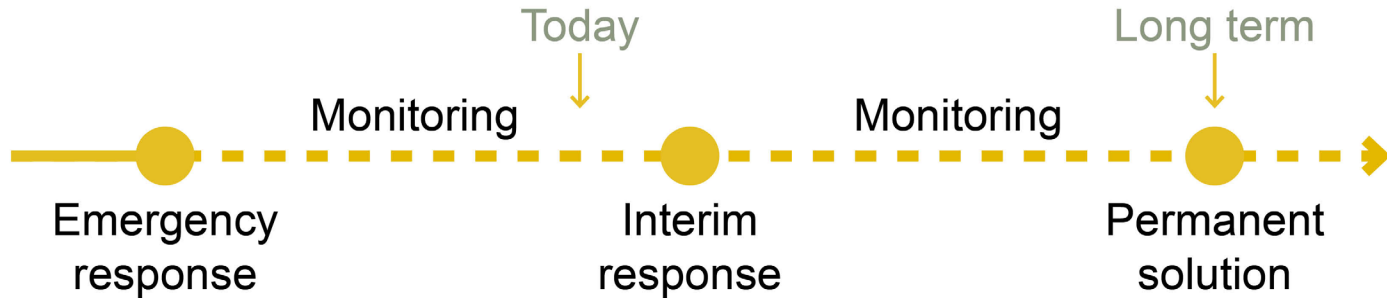 Today
Long term
Monitoring
Monitoring
Emergency
response
Interim
response
Permanent
solution